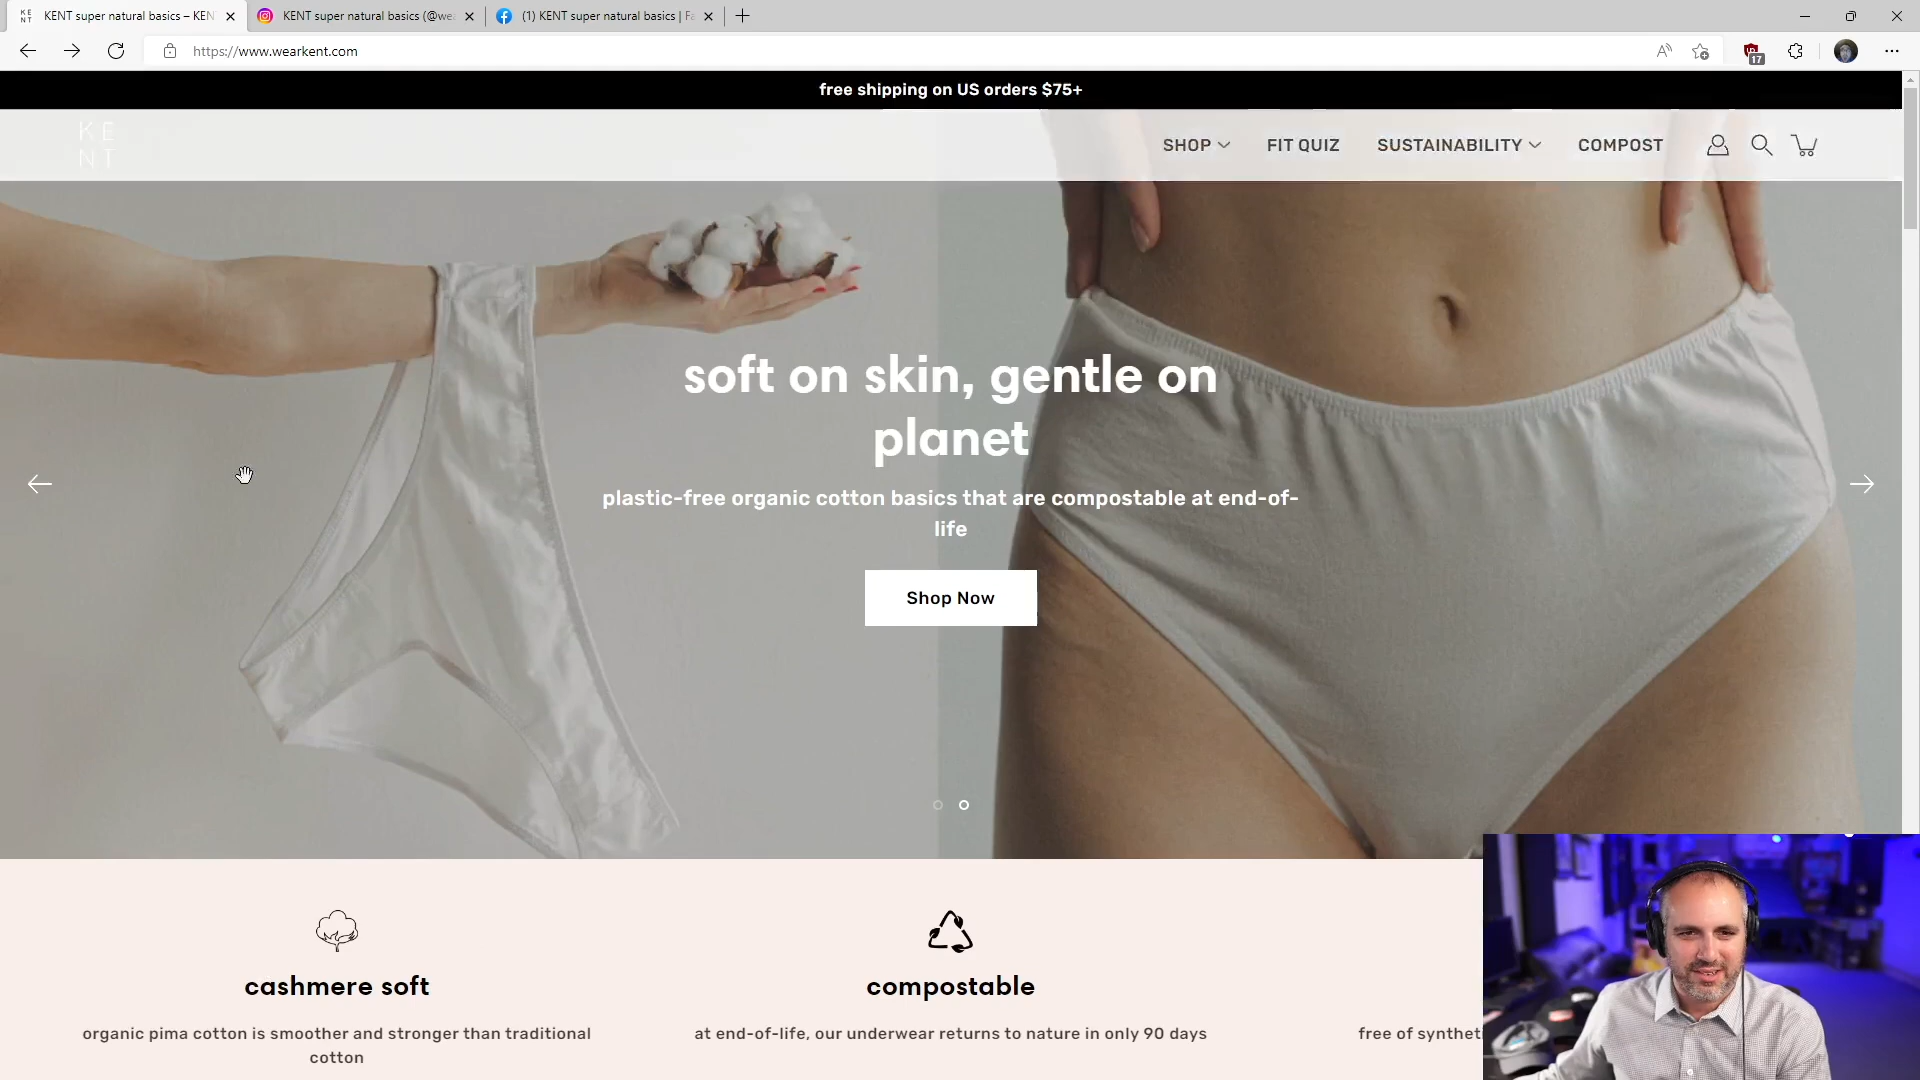 KENT super natural basics – KEN
KENT super natural basics (@we
(1) KENT super natural basics | Fa
https://www.wearkent.com
17
free shipping on US orders $75+
KE
NT
SHOP
FIT QUIZ
SUSTAINABILITY
COMPOST
soft on skin, gentle on
planet
plastic-free organic cotton basics that are compostable at end-of-
life
Shop Now
cashmere soft
compostable
organic pima cotton is smoother and stronger than traditional
cotton
at end-of-life, our underwear returns to nature in only 90 days
free of syntheti